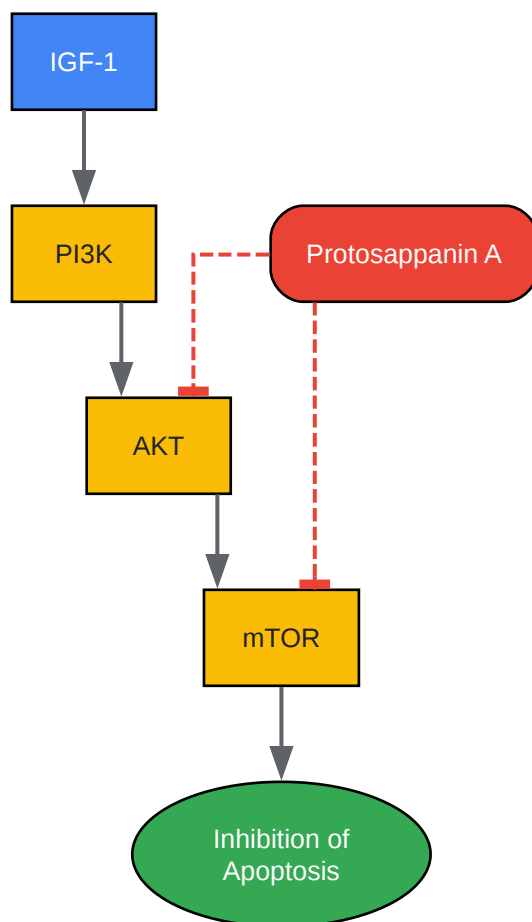 IGF-1
PI3K
Protosappanin A
AKT
mTOR
Inhibition of
Apoptosis